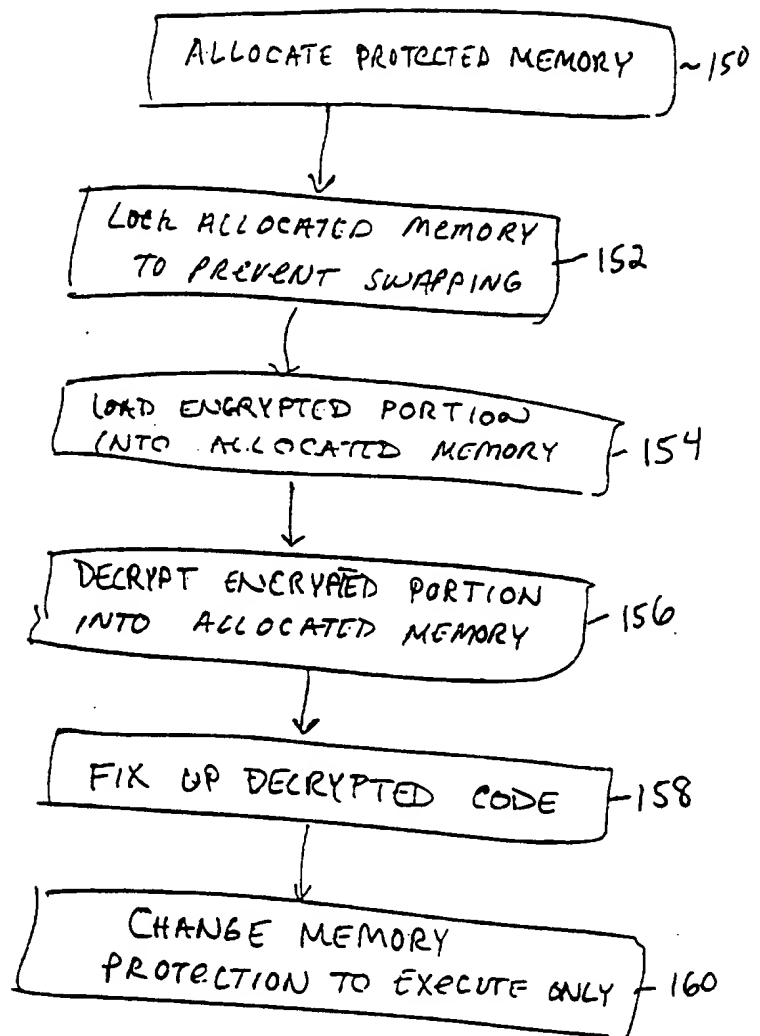 ALLOCATE PROTECTED MEMORY ~150
LOCK ALLOCATED MEMORY
TO PREVENT SWAPPING
152
LOAD ENCRYPTED PORTION
INTO ALLOCATED MEMORY
154
DECRYPT ENCRYPTED PORTION
INTO ALLOCATED MEMORY
156
FIX UP DECRYPTED CODE
158
CHANGE MEMORY
PROTECTION TO EXECUTE ONLY
160